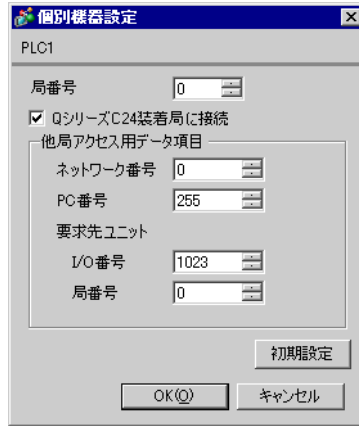 個別機器設定
PLC1
局番号 0
QシリーズC24装着局に接続
他局アクセス用データ項目
ネットワーク番号 0
PC番号 255
要求先ユニット
I/O番号 1023
局番号 0
初期設定
OK(O) キャンセル